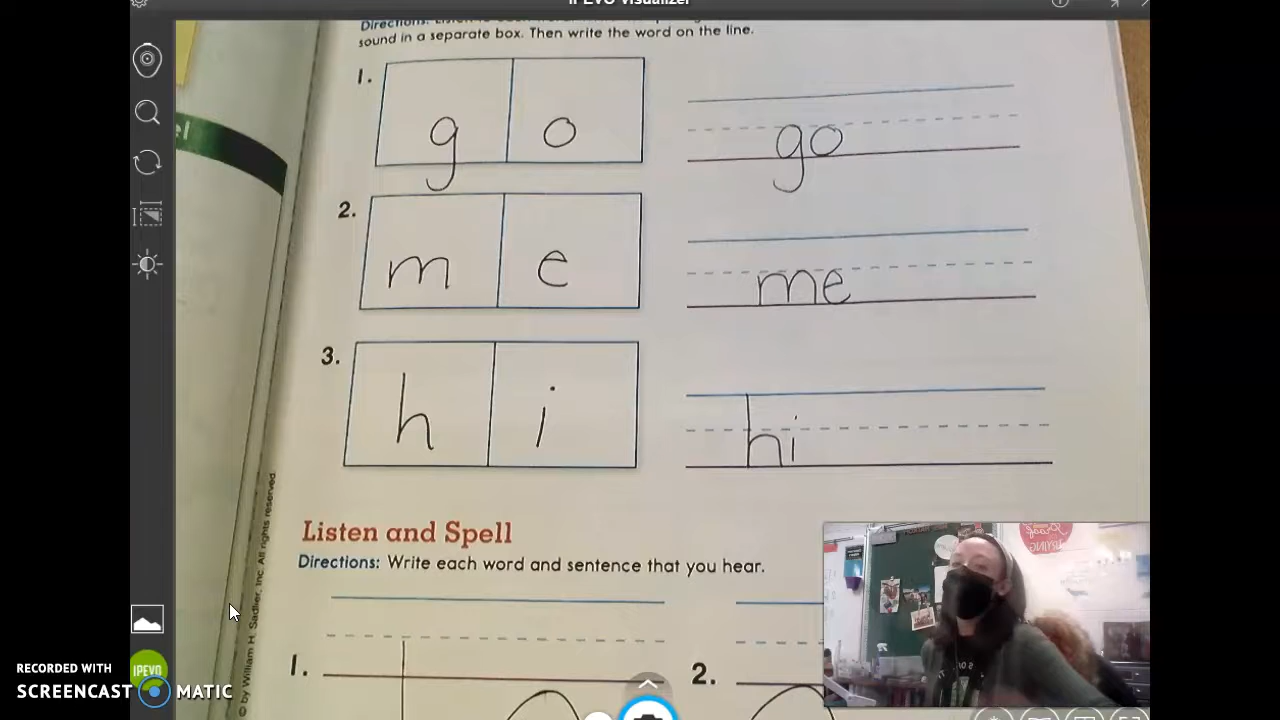 IPEVO Visualizer
sound in a separate box. Then write the word on the line.
1. g o go
2. m e me
3. h i hi
Listen and Spell
Directions: Write each word and sentence that you hear.
1. 2.
© by William H. Sadlier, Inc. All rights reserved.
RECORDED WITH
SCREENCAST MATIC
IPEVO